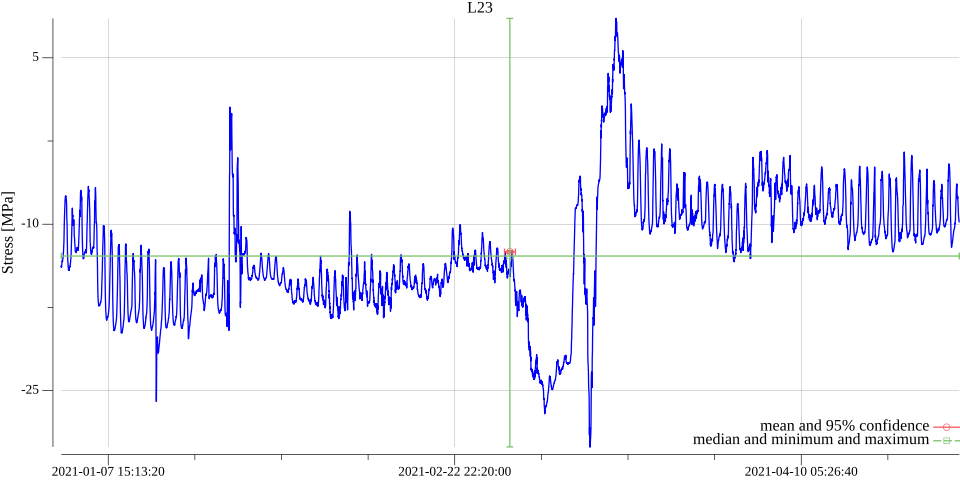 L23
Stress [MPa]
5
-10
-25
mean and 95% confidence
median and minimum and maximum
2021-01-07 15:13:20
2021-02-22 22:20:00
2021-04-10 05:26:40